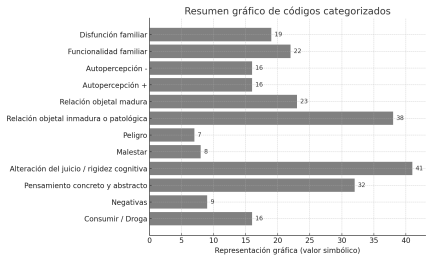 Resumen gráfico de códigos categorizados
Disfunción familiar 19
Funcionalidad familiar 22
Autopercepción - 16
Autopercepción + 16
Relación objetal madura 23
Relación objetal inmadura o patológica 38
Peligro 7
Malestar 8
Alteración del juicio / rigidez cognitiva 41
Pensamiento concreto y abstracto 32
Negativas 9
Consumir / Droga 16
0 5 10 15 20 25 30 35 40
Representación gráfica (valor simbólico)